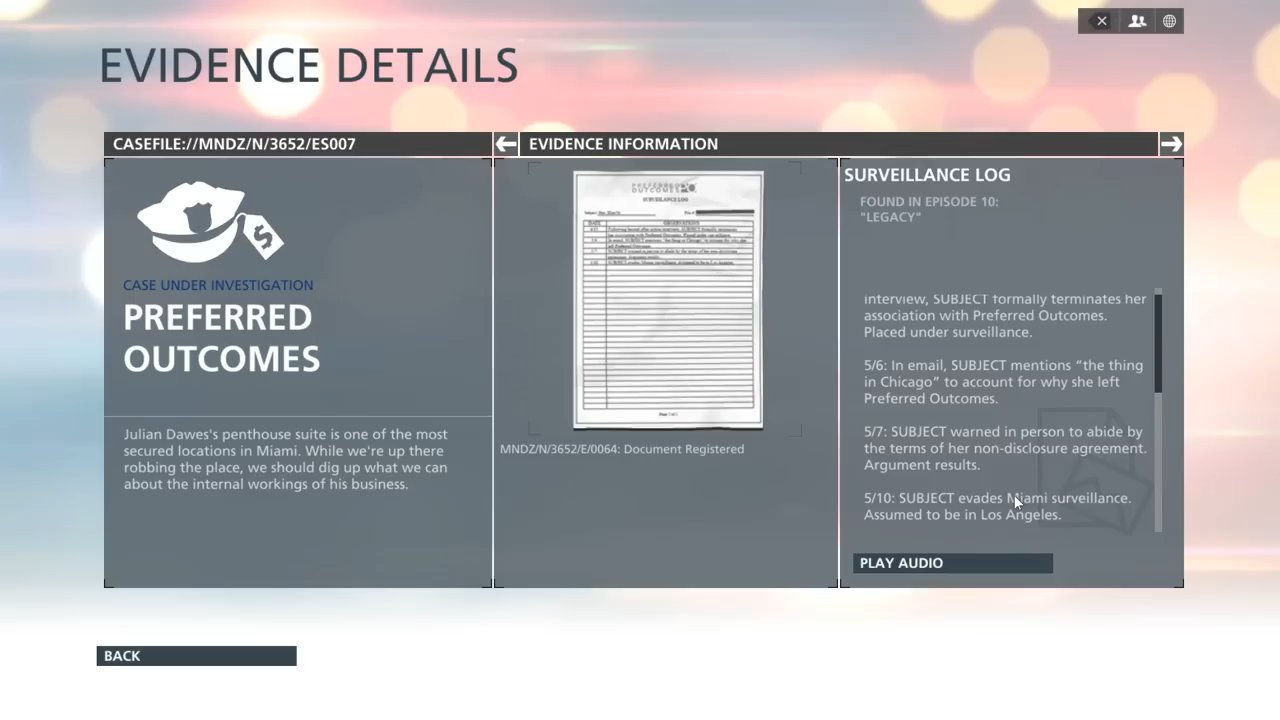 EVIDENCE DETAILS
CASEFILE://MNDZ/N/3652/ES007
EVIDENCE INFORMATION
$
CASE UNDER INVESTIGATION
PREFERRED
OUTCOMES
Julian Dawes's penthouse suite is one of the most
secured locations in Miami. While we're up there
robbing the place, we should dig up what we can
about the internal workings of his business.
PREFERRED
OUTCOMES
SURVEILLANCE LOG
MNDZ/N/3652/E/0064: Document Registered
SURVEILLANCE LOG
FOUND IN EPISODE 10:
"LEGACY"
interview, SUBJECT formally terminates her
association with Preferred Outcomes.
Placed under surveillance.
5/6: In email, SUBJECT mentions “the thing
in Chicago” to account for why she left
Preferred Outcomes.
5/7: SUBJECT warned in person to abide by
the terms of her non-disclosure agreement.
Argument results.
5/10: SUBJECT evades Miami surveillance.
Assumed to be in Los Angeles.
PLAY AUDIO
BACK